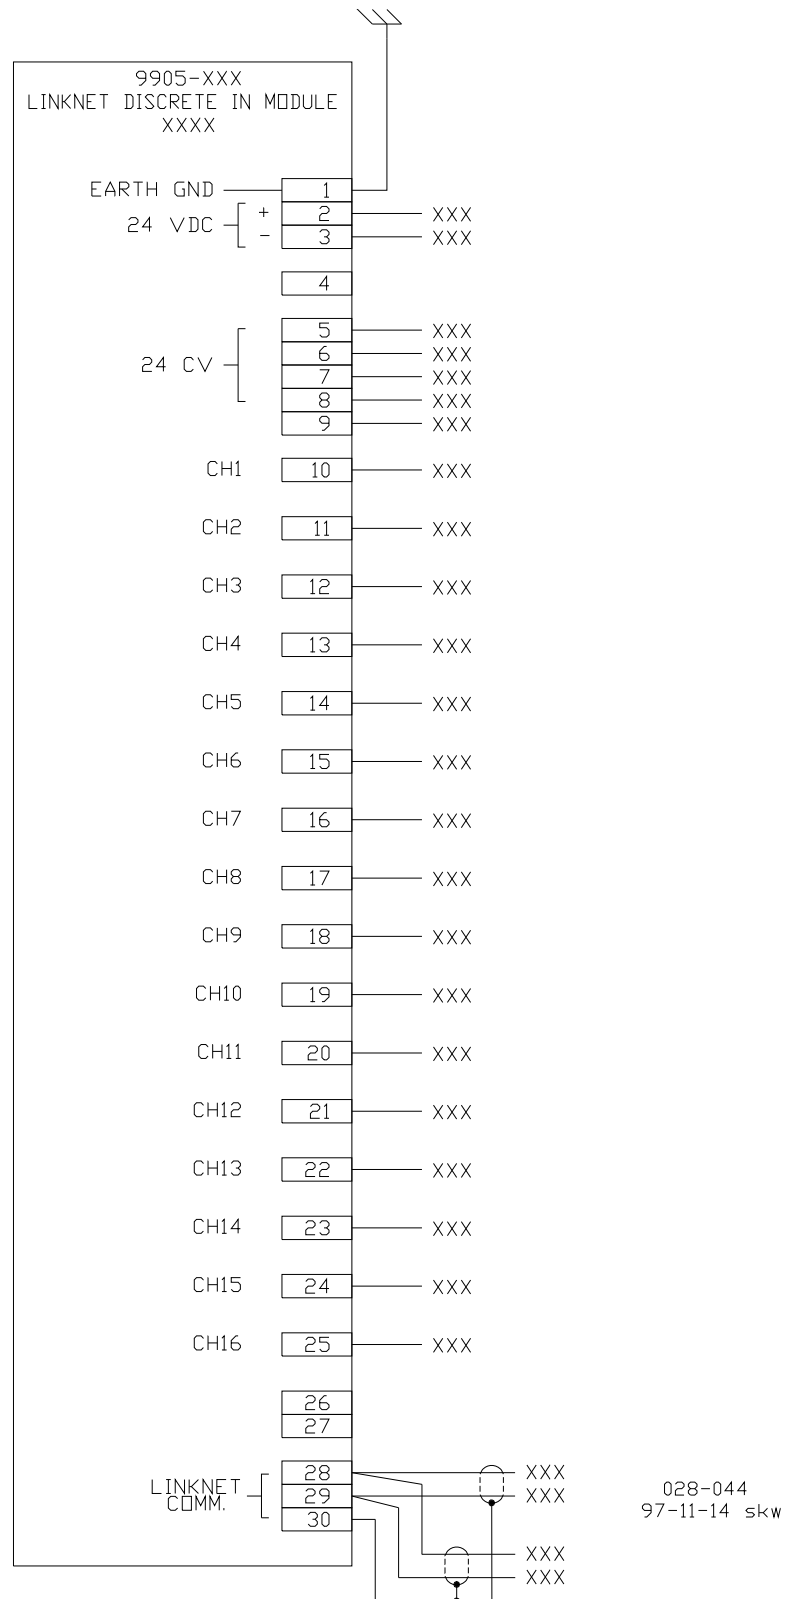 9905-XXX
LINKNET DISCRETE IN MODULE
XXXX
EARTH GND 1
24 VDC + 2 XXX
- 3 XXX
4
24 CV 5 XXX
6 XXX
7 XXX
8 XXX
9 XXX
CH1 10 XXX
CH2 11 XXX
CH3 12 XXX
CH4 13 XXX
CH5 14 XXX
CH6 15 XXX
CH7 16 XXX
CH8 17 XXX
CH9 18 XXX
CH10 19 XXX
CH11 20 XXX
CH12 21 XXX
CH13 22 XXX
CH14 23 XXX
CH15 24 XXX
CH16 25 XXX
26
27
LINKNET
COMM.
28 XXX
29 XXX
30
XXX
XXX
028-044
97-11-14 skw